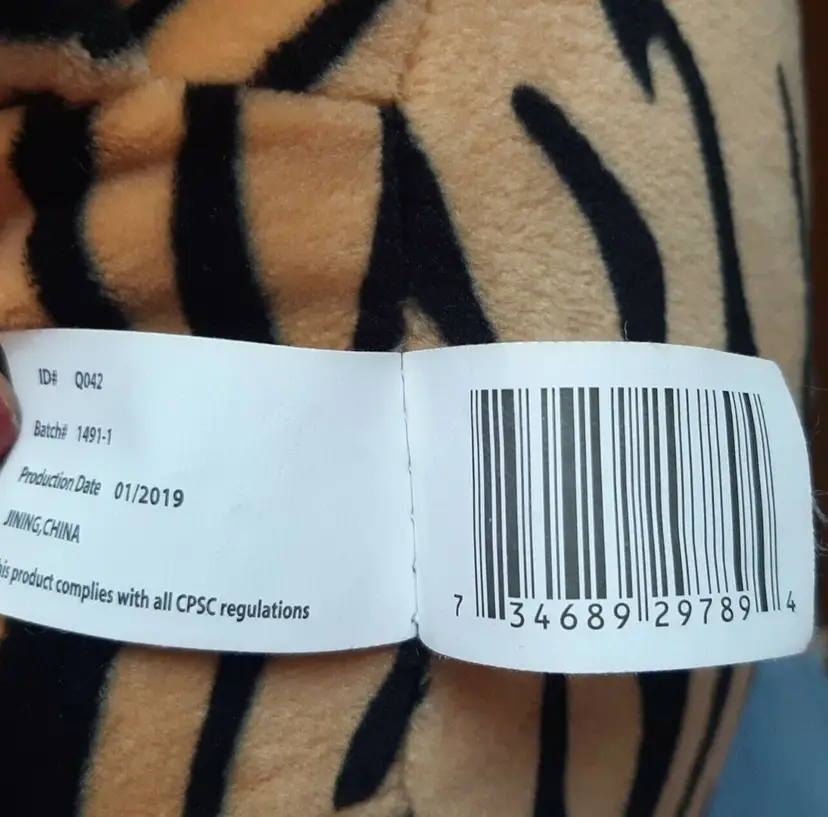 ID# Q042
Batch# 1491-1
Production Date 01/2019
JINING,CHINA
his product complies with all CPSC regulations
7 34689 29789 4